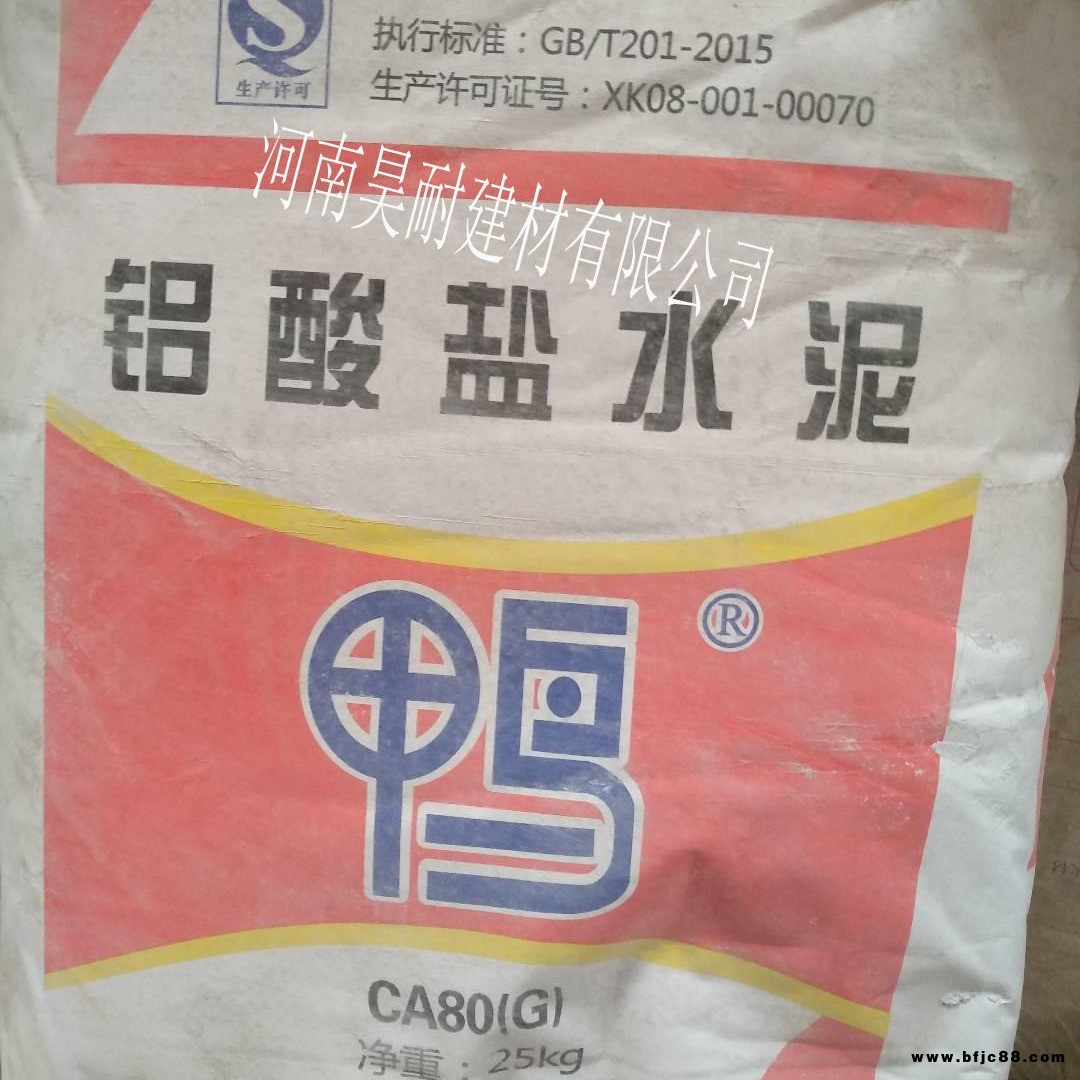 生产许可
执行标准：GB/T201-2015
生产许可证号：XK08-001-00070
河南昊耐建材有限公司
铝酸盐水泥
鸭®
CA80(G)
净重：25kg
www.bfjc88.com